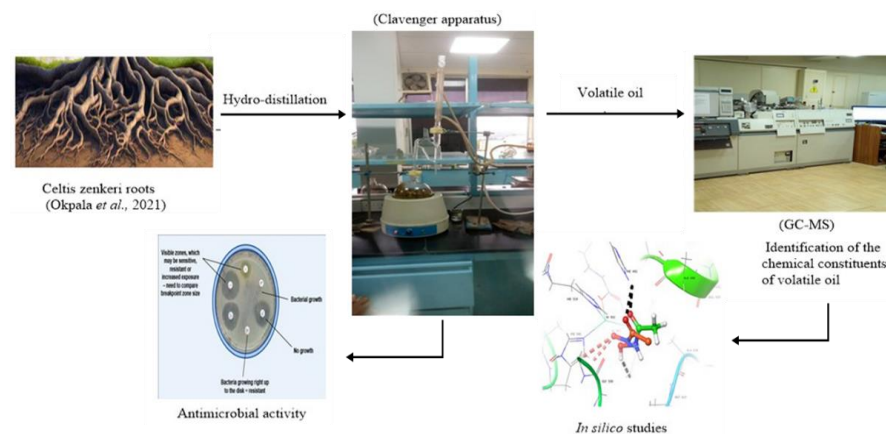 (Clavenger apparatus)
Hydro-distillation
Volatile oil
Celtis zenkeri roots
(Okpala et al., 2021)
(GC-MS)
Identification of the
chemical constituents
of volatile oil
Visible zones, which
may be sensitive,
resistant or
increased exposure
– need to compare
breakpoint zone size
Bacterial growth
No growth
Bacteria growing right up
to the disk = resistant
Antimicrobial activity
In silico studies